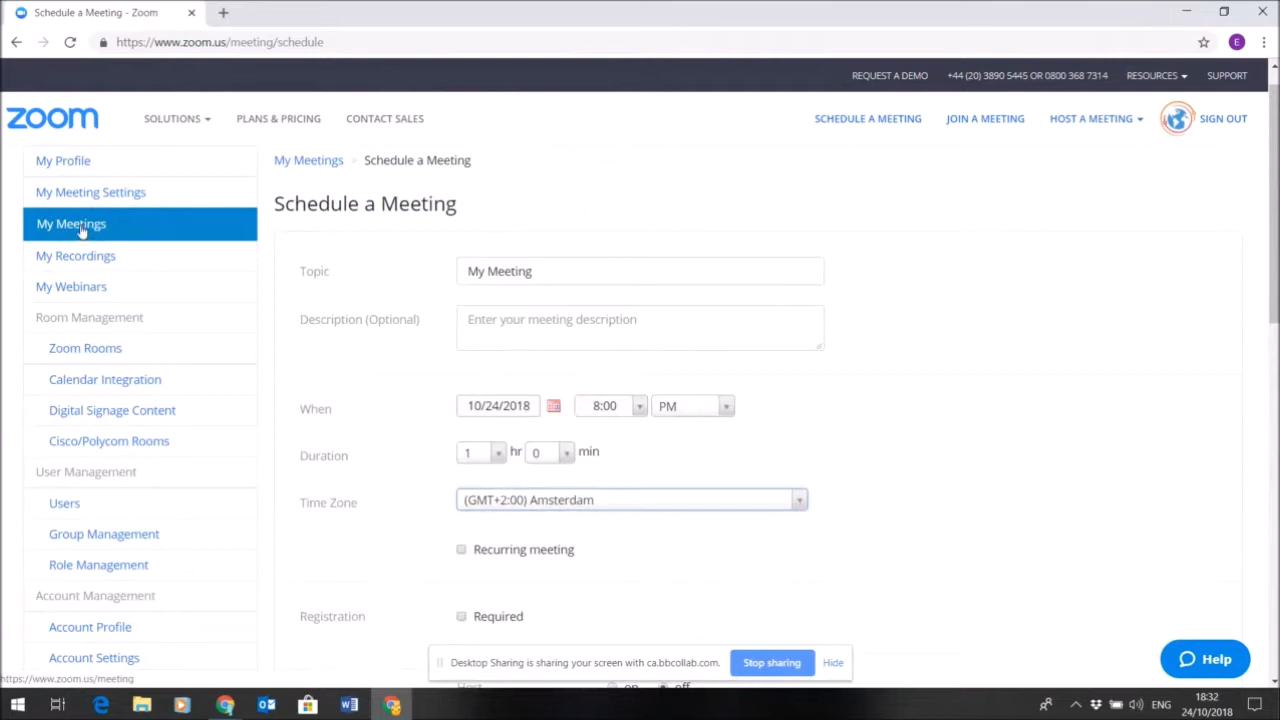 Schedule a Meeting - Zoom
https://www.zoom.us/meeting/schedule
E
REQUEST A DEMO +44 (20) 3890 5445 OR 0800 368 7314 RESOURCES SUPPORT
zoom SOLUTIONS PLANS & PRICING CONTACT SALES SCHEDULE A MEETING JOIN A MEETING HOST A MEETING SIGN OUT
My Profile
My Meeting Settings
My Meetings
My Recordings
My Webinars
Room Management
Zoom Rooms
Calendar Integration
Digital Signage Content
Cisco/Polycom Rooms
User Management
Users
Group Management
Role Management
Account Management
Account Profile
Account Settings
My Meetings > Schedule a Meeting
Schedule a Meeting
Topic My Meeting
Description (Optional) Enter your meeting description
When 10/24/2018 8:00 PM
Duration 1 hr 0 min
Time Zone (GMT+2:00) Amsterdam
Recurring meeting
Registration Required
Desktop Sharing is sharing your screen with ca.bbcollab.com. Stop sharing Hide
Host on off
Help
https://www.zoom.us/meeting
ENG
18:32
24/10/2018